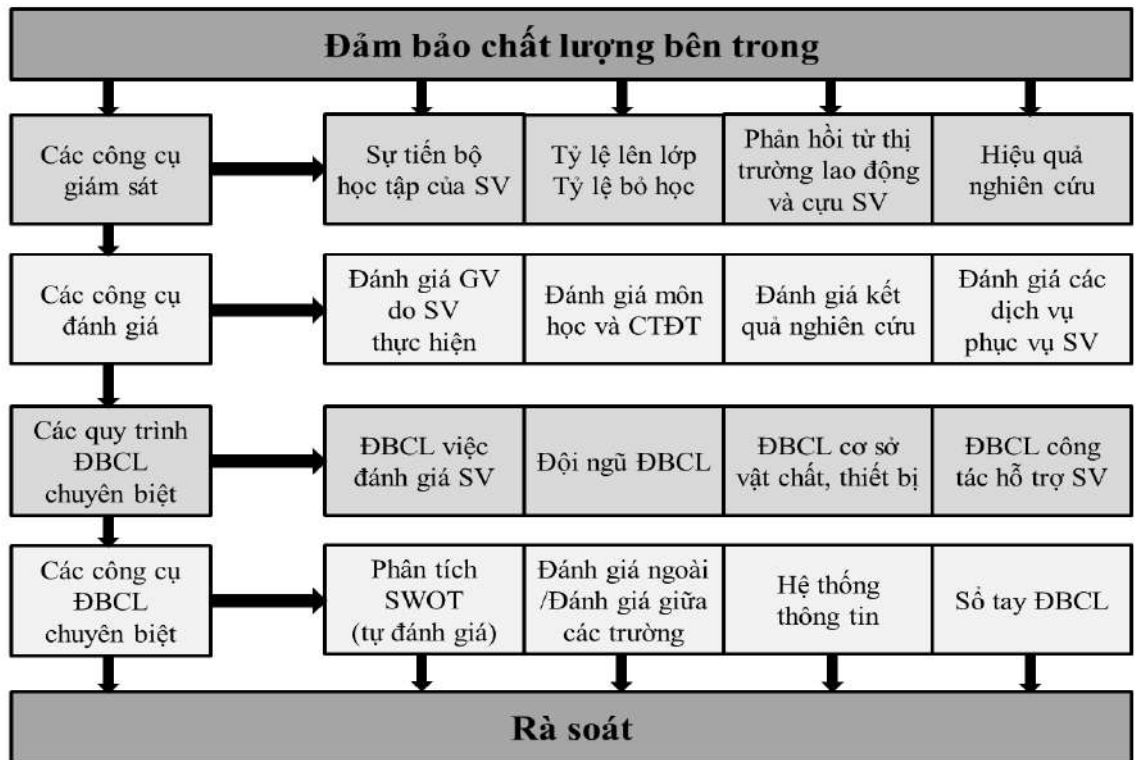 Đảm bảo chất lượng bên trong
Các công cụ
giám sát
Sự tiến bộ
học tập của SV
Tỷ lệ lên lớp
Tỷ lệ bỏ học
Phản hồi từ thị
trường lao động
và cựu SV
Hiệu quả
nghiên cứu
Các công cụ
đánh giá
Đánh giá GV
do SV
thực hiện
Đánh giá môn
học và CTĐT
Đánh giá kết
quả nghiên cứu
Đánh giá các
dịch vụ
phục vụ SV
Các quy trình
ĐBCL
chuyên biệt
ĐBCL việc
đánh giá SV
Đội ngũ ĐBCL
ĐBCL cơ sở
vật chất, thiết bị
ĐBCL công
tác hỗ trợ SV
Các công cụ
ĐBCL
chuyên biệt
Phân tích
SWOT
(tự đánh giá)
Đánh giá ngoài
/Đánh giá giữa
các trường
Hệ thống
thông tin
Sổ tay ĐBCL
Rà soát